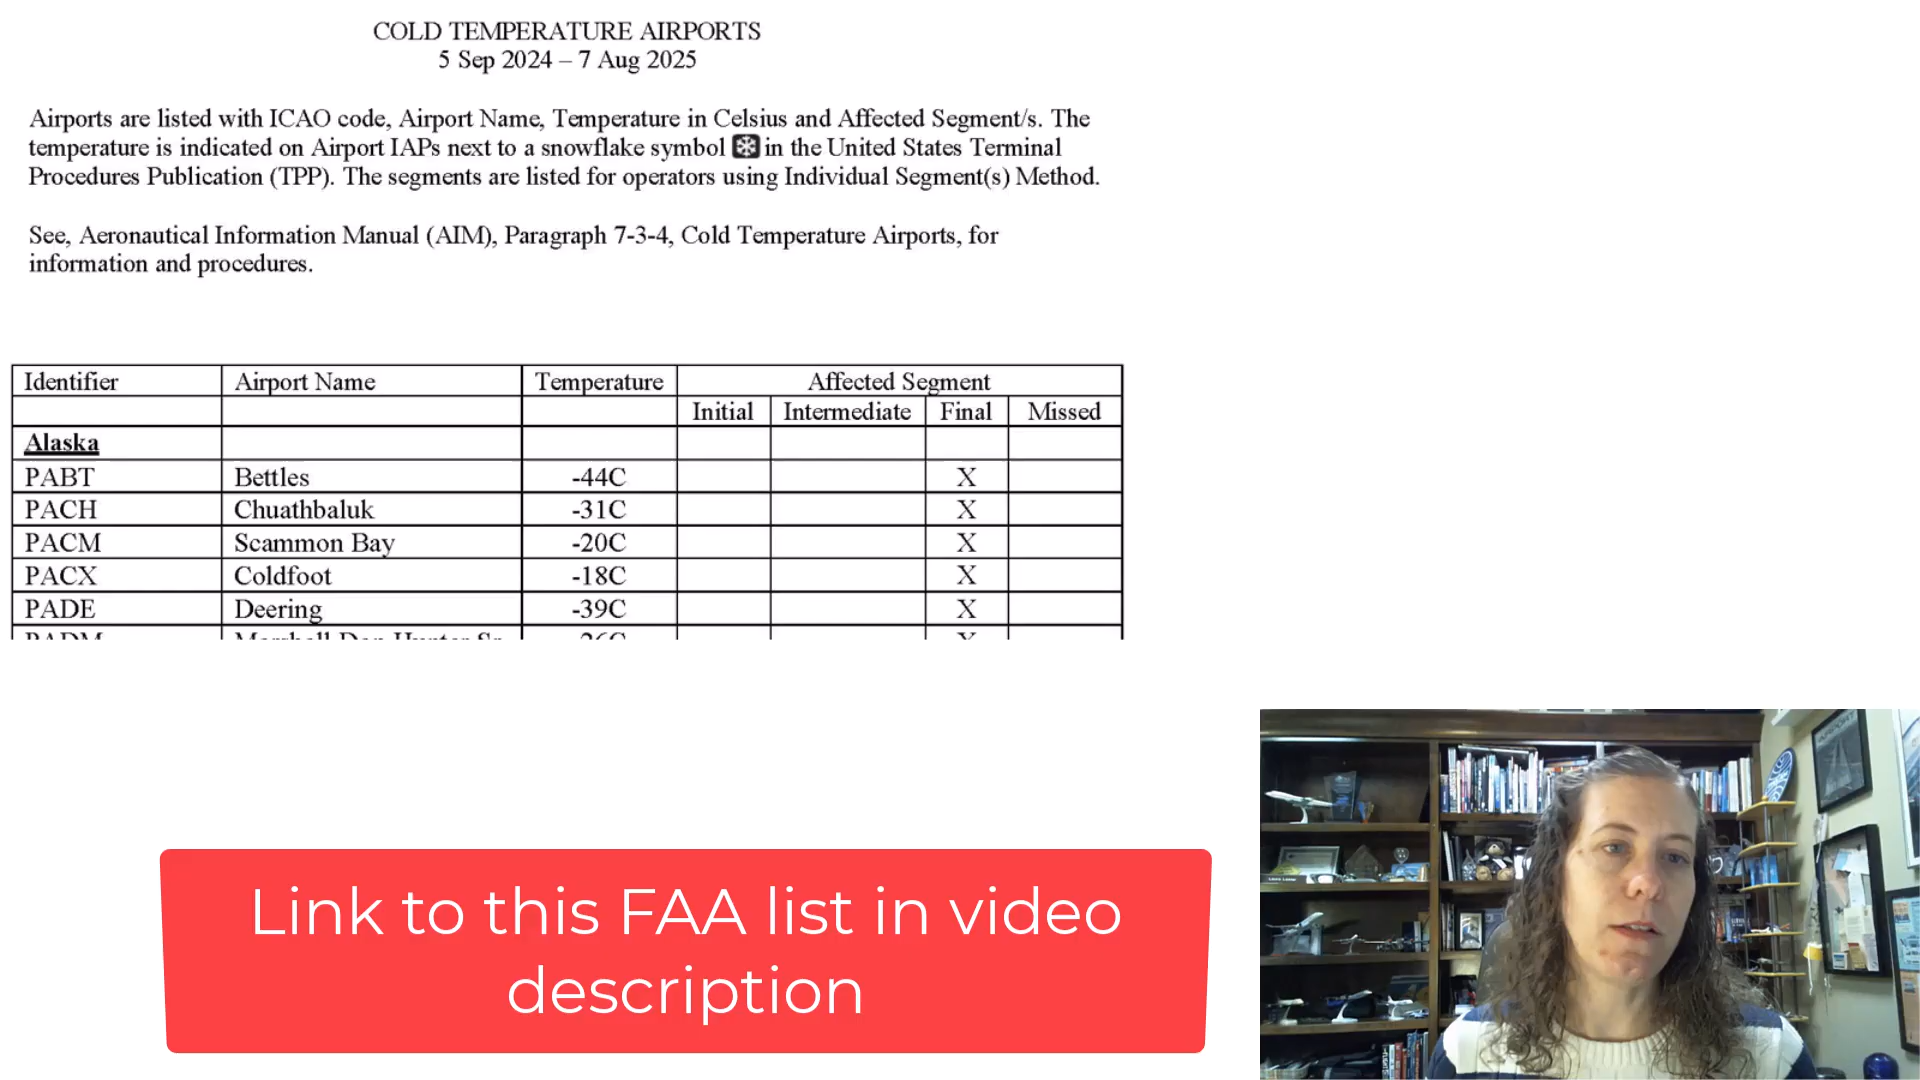 COLD TEMPERATURE AIRPORTS
5 Sep 2024 – 7 Aug 2025
Airports are listed with ICAO code, Airport Name, Temperature in Celsius and Affected Segment/s. The
temperature is indicated on Airport IAPs next to a snowflake symbol in the United States Terminal
Procedures Publication (TPP). The segments are listed for operators using Individual Segment(s) Method.
See, Aeronautical Information Manual (AIM), Paragraph 7-3-4, Cold Temperature Airports, for
information and procedures.
Identifier Airport Name Temperature Affected Segment
Initial Intermediate Final Missed
Alaska
PABT Bettles -44C X
PACH Chuathbaluk -31C X
PACM Scammon Bay -20C X
PACX Coldfoot -18C X
PADE Deering -39C X
Link to this FAA list in video
description